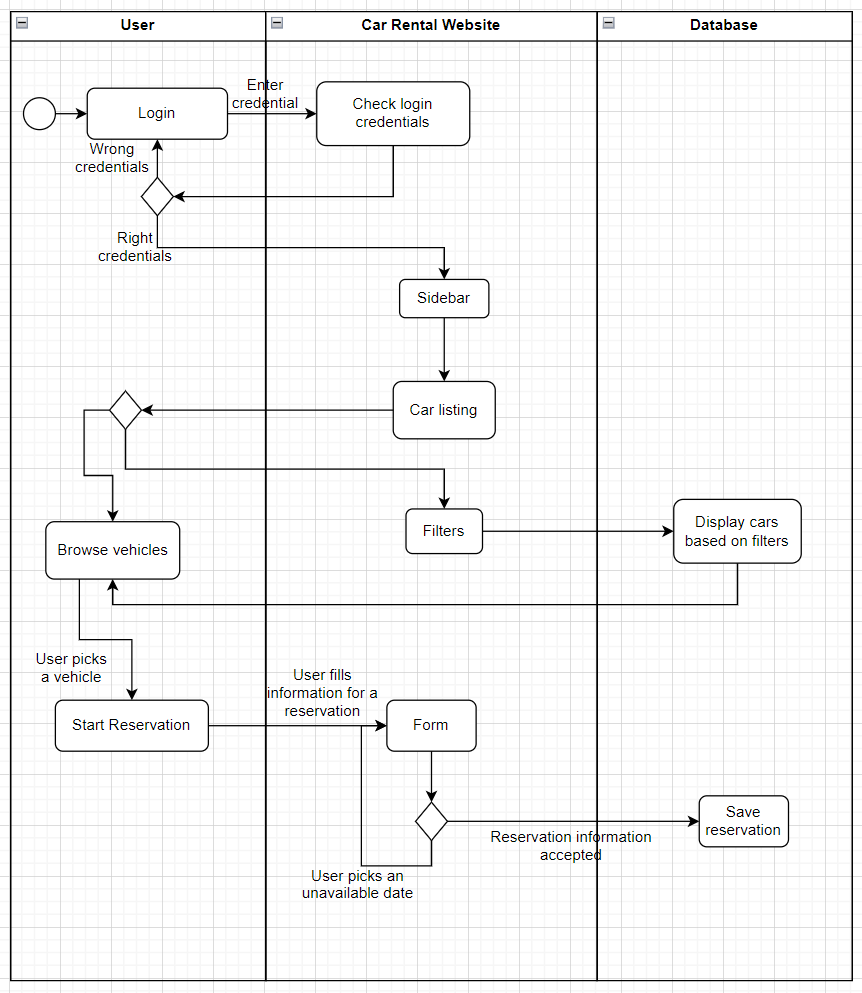 User
Car Rental Website
Database
Login
Enter
credential
Check login
credentials
Wrong
credentials
Right
credentials
Sidebar
Car listing
Filters
Display cars
based on filters
Browse vehicles
User picks
a vehicle
User fills
information for a
reservation
Start Reservation
Form
Save
reservation
Reservation information
accepted
User picks an
unavailable date